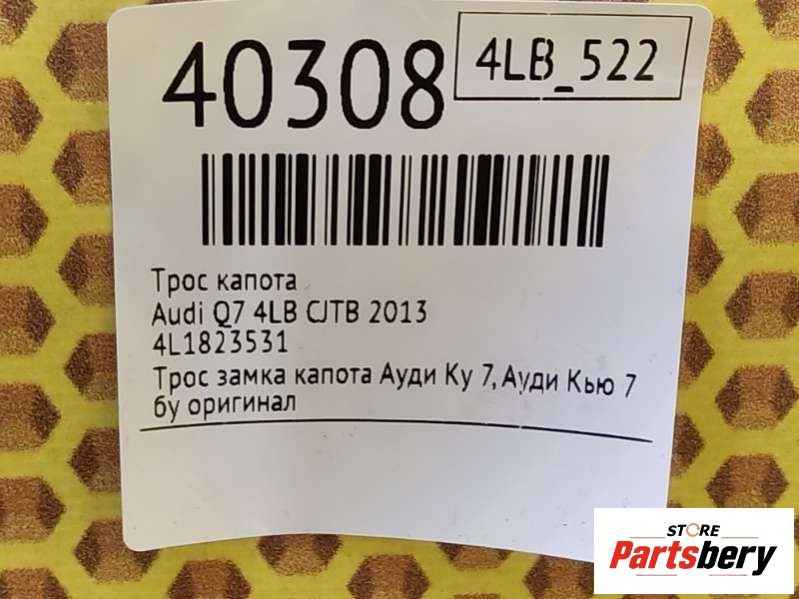 40308
4LB_522
Трос капота
Audi Q7 4LB CJTB 2013
4L1823531
Трос замка капота Ауди Ку 7, Ауди Кью 7
бу оригинал
STORE
Partsbery